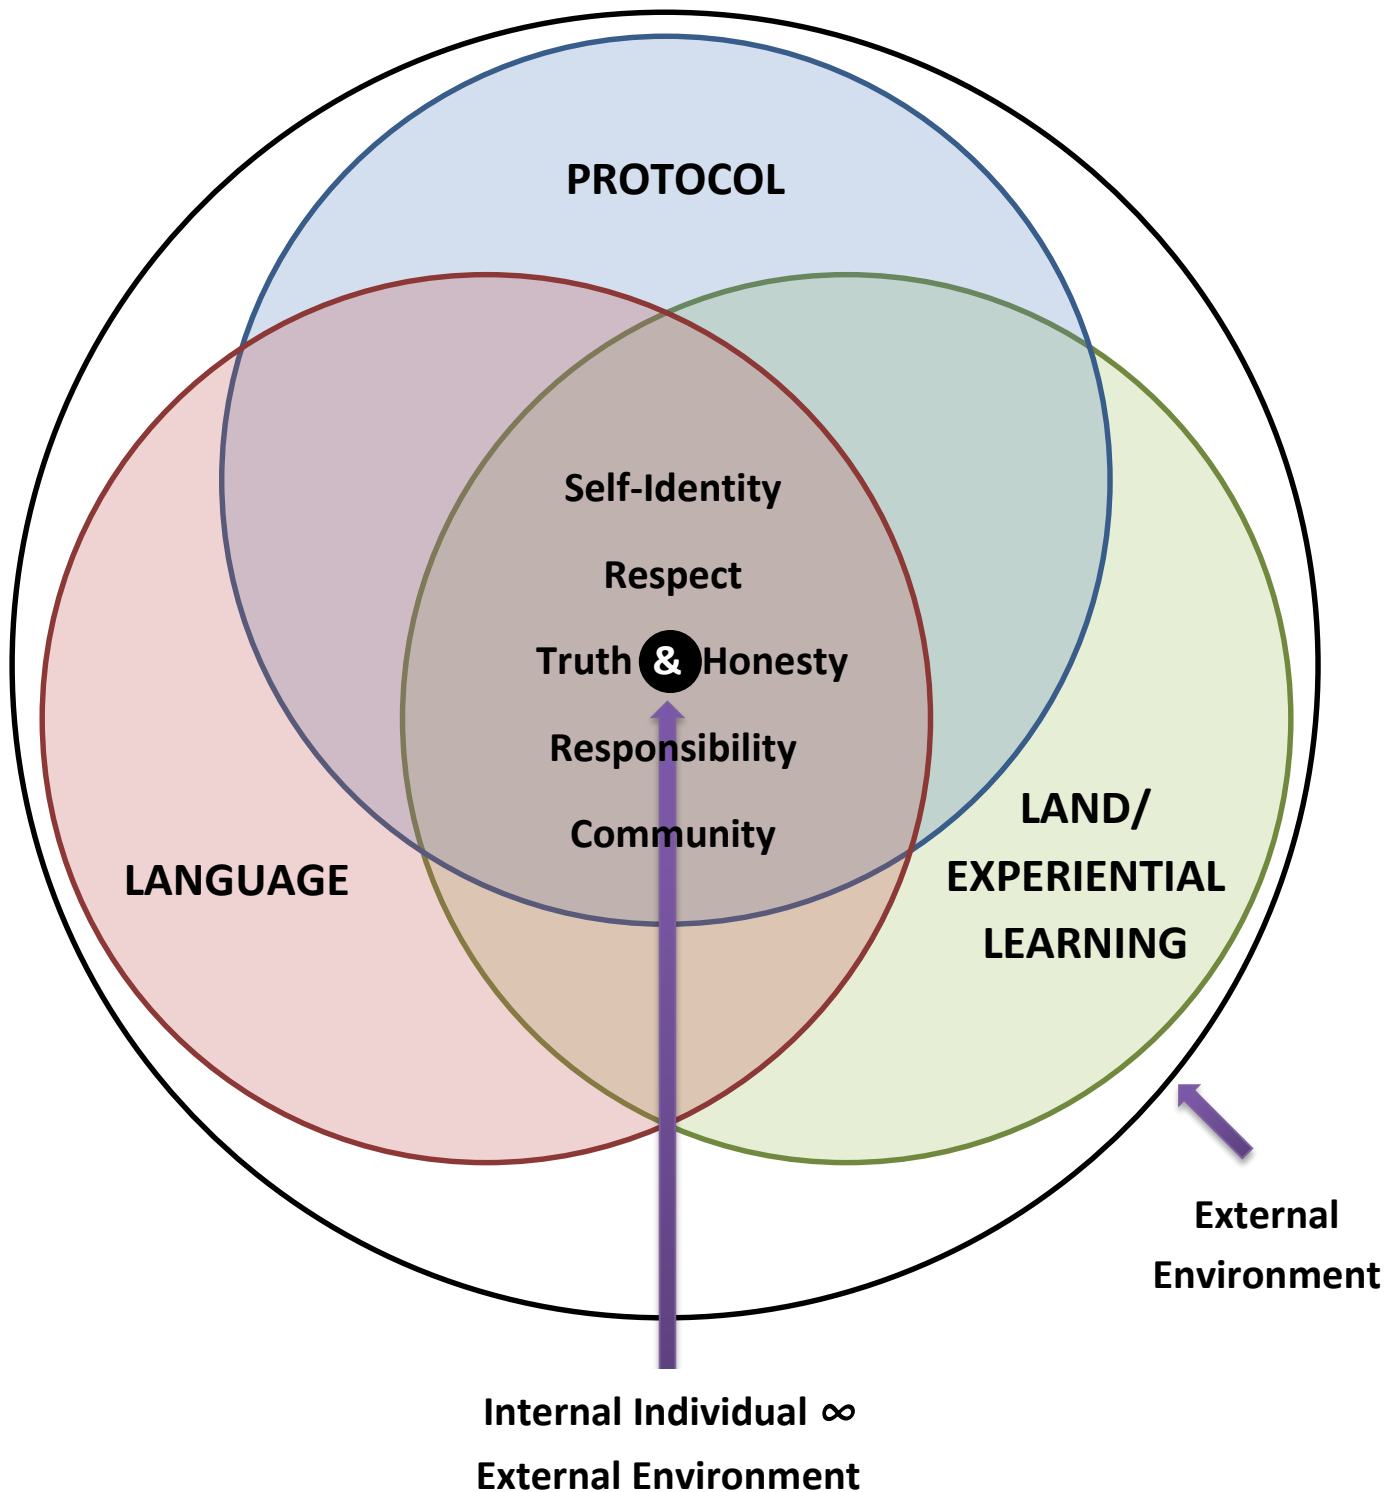 PROTOCOL
Self-Identity
Respect
Truth & Honesty
Responsibility
Community
LANGUAGE
LAND/
EXPERIENTIAL
LEARNING
External
Environment
Internal Individual ∞
External Environment